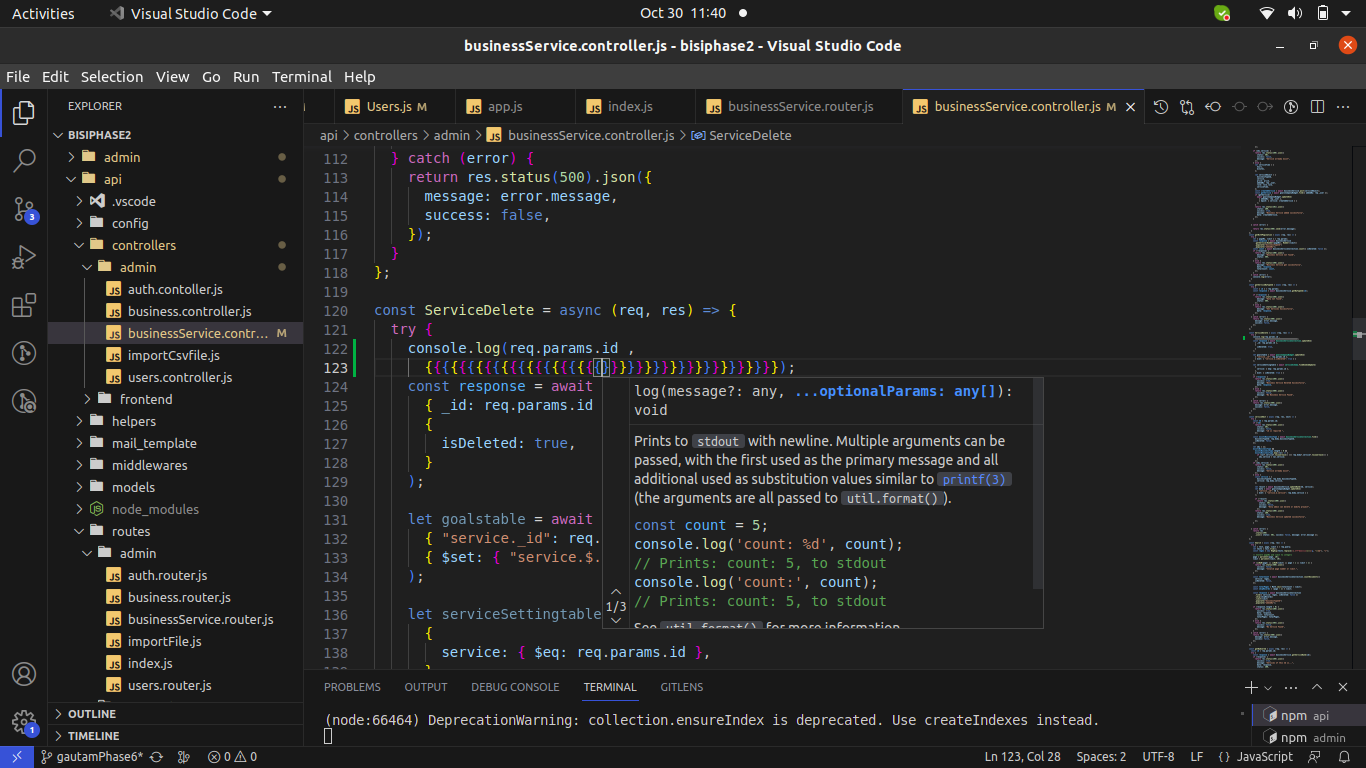 Activities
Visual Studio Code
Oct 30 11:40
businessService.controller.js - bisiphase2 - Visual Studio Code
File Edit Selection View Go Run Terminal Help
EXPLORER
BISIPHASE2
admin
api
.vscode
config
controllers
admin
auth.contoller.js
business.controller.js
businessService.contr... M
importCsvfile.js
users.controller.js
frontend
helpers
mail_template
middlewares
models
node_modules
routes
admin
auth.router.js
business.router.js
businessService.router.js
importFile.js
index.js
users.router.js
OUTLINE
TIMELINE
3
1
Users.js M
app.js
index.js
businessService.router.js
businessService.controller.js M
api > controllers > admin > businessService.controller.js > ServiceDelete
112 } catch (error) {
113 return res.status(500).json({
114 message: error.message,
115 success: false,
116 });
117 }
118 };
119
120 const ServiceDelete = async (req, res) => {
121 try {
122 console.log(req.params.id ,
123
124 const response = await
125 { _id: req.params.id
126 {
127 isDeleted: true,
128 }
129 );
130
131 let goalstable = await
132 { "service._id": req.
133 { $set: { "service.$.
134 );
135
136 let serviceSettingtable
137 {
138 service: { $eq: req.params.id },
log(message?: any, ...optionalParams: any[]):
void
Prints to stdout with newline. Multiple arguments can be
passed, with the first used as the primary message and all
additional used as substitution values similar to printf(3)
(the arguments are all passed to util.format() ).
const count = 5;
console.log('count: %d', count);
// Prints: count: 5, to stdout
console.log('count:', count);
// Prints: count: 5, to stdout
See util.format() for more information.
1/3
PROBLEMS OUTPUT DEBUG CONSOLE TERMINAL GITLENS
(node:66464) DeprecationWarning: collection.ensureIndex is deprecated. Use createIndexes instead.
npm api
npm admin
gautamPhase6*
0 0
Ln 123, Col 28
Spaces: 2
UTF-8
LF
{ } JavaScript